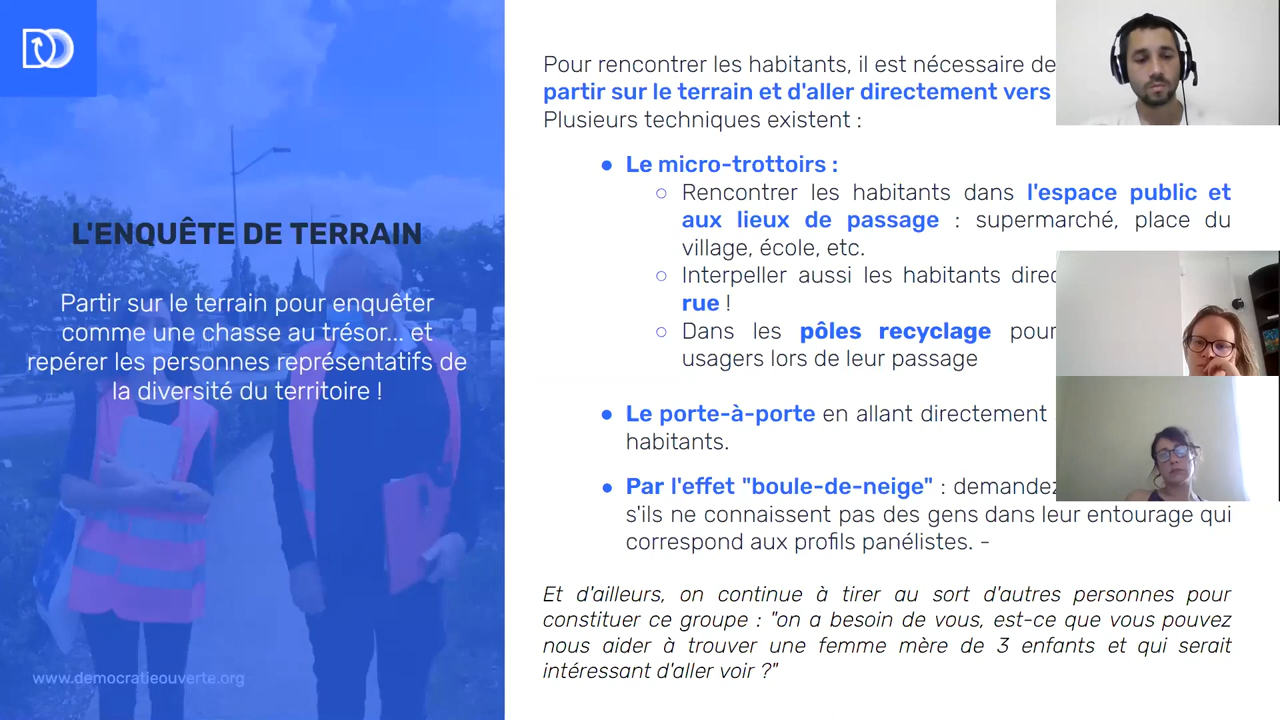 L'ENQUÊTE DE TERRAIN
Partir sur le terrain pour enquêter
comme une chasse au trésor... et
repérer les personnes représentatifs de
la diversité du territoire !
www.democratieouverte.org
Pour rencontrer les habitants, il est nécessaire de
partir sur le terrain et d'aller directement vers
Plusieurs techniques existent :
● Le micro-trottoirs :
○ Rencontrer les habitants dans l'espace public et
aux lieux de passage : supermarché, place du
village, école, etc.
○ Interpeller aussi les habitants
rue !
○ Dans les pôles recyclage pour
usagers lors de leur passage
● Le porte-à-porte en allant directement
habitants.
● Par l'effet "boule-de-neige" : demandez
s'ils ne connaissent pas des gens dans leur entourage qui
correspond aux profils panélistes. -
Et d'ailleurs, on continue à tirer au sort d'autres personnes pour
constituer ce groupe : "on a besoin de vous, est-ce que vous pouvez
nous aider à trouver une femme mère de 3 enfants et qui serait
intéressant d'aller voir ?"